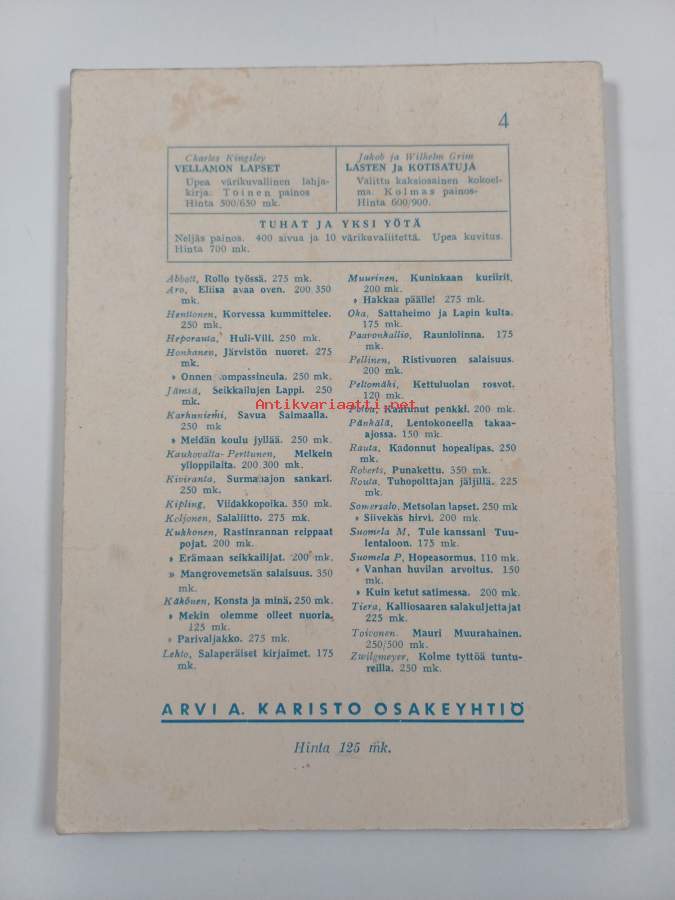 4
Charles Kingsley
VELLAMON LAPSET
Upea värikuvallinen lahja-
kirja. Toinen painos
Hinta 500/650 mk.
Jakob ja Wilhelm Grim
LASTEN Ja KOTISATUJA
Valittu kaksiosainen kokoel-
ma. Kolmas painos-
Hinta 600/900.
TUHAT JA YKSI YÖTÄ
Neljäs painos. 400 sivua ja 10 värikuvaliitettä. Upea kuvitus.
Hinta 700 mk.
Abbott, Rollo työssä. 275 mk.
Aro, Eliisa avaa oven. 200 350
mk.
Henttonen, Korvessa kummittelee.
250 mk.
Heporauta, Huli-Vili. 250 mk.
Honkanen, Järvistön nuoret. 275
mk.
» Onnen kompassineula. 250 mk.
Jämsä, Seikkailujen Lappi. 250
mk.
Karhuniemi, Savua Saimaalla.
250 mk
» Meidän koulu jyllää. 250 mk.
Kaukovalta-Perttunen, Melkein
ylioppilaita. 200 300 mk.
Kiviranta, Surmanajon sankari.
250 mk.
Kipling, Viidakkopoika. 350 mk.
Koljonen, Salaliitto. 275 mk.
Kukkonen, Rastinrannan reippaat
pojat. 200 mk.
» Erämaan seikkailijat. 200 mk.
» Mangrovemetsän salaisuus. 350
mk.
Käkönen, Konsta ja minä. 250 mk.
» Mekin olemme olleet nuoria.
125 mk.
» Parivaljakko. 275 mk.
Lehto, Salaperäiset kirjaimet. 175
mk.
Muurinen, Kuninkaan kuriirit.
200 mk.
» Hakkaa päälle! 275 mk.
Oka, Sattaheimo ja Lapin kulta.
175 mk.
Paavonkallio, Rauniolinna. 175
mk.
Pellinen, Ristivuoren salaisuus.
200 mk.
Peltomäki, Kettuluolan rosvot.
120 mk.
Polva, Kaatunut penkki. 200 mk.
Pänkälä, Lentokoneella takaa-
ajossa. 150 mk.
Rauta, Kadonnut hopealipas. 250
mk.
Roberts, Punakettu. 350 mk.
Routa, Tuhopolttajan jäljillä. 225
mk.
Somersalo, Metsolan lapset. 250 mk
» Siivekäs hirvi. 200 mk.
Suomela M, Tule kanssani Tuu-
lentaloon. 175 mk.
Suomela P, Hopeasormus. 110 mk.
» Vanhan huvilan arvoitus. 150
mk.
» Kuin ketut satimessa. 200 mk.
Tiera, Kalliosaaren salakuljettajat
225 mk.
Toivonen. Mauri Muurahainen.
250/500 mk.
Zwilgmeyer, Kolme tyttöä tuntu-
reilla. 250 mk.
Antikvariaatti.net
ARVI A. KARISTO OSAKEYHTIÖ
Hinta 125 mk.